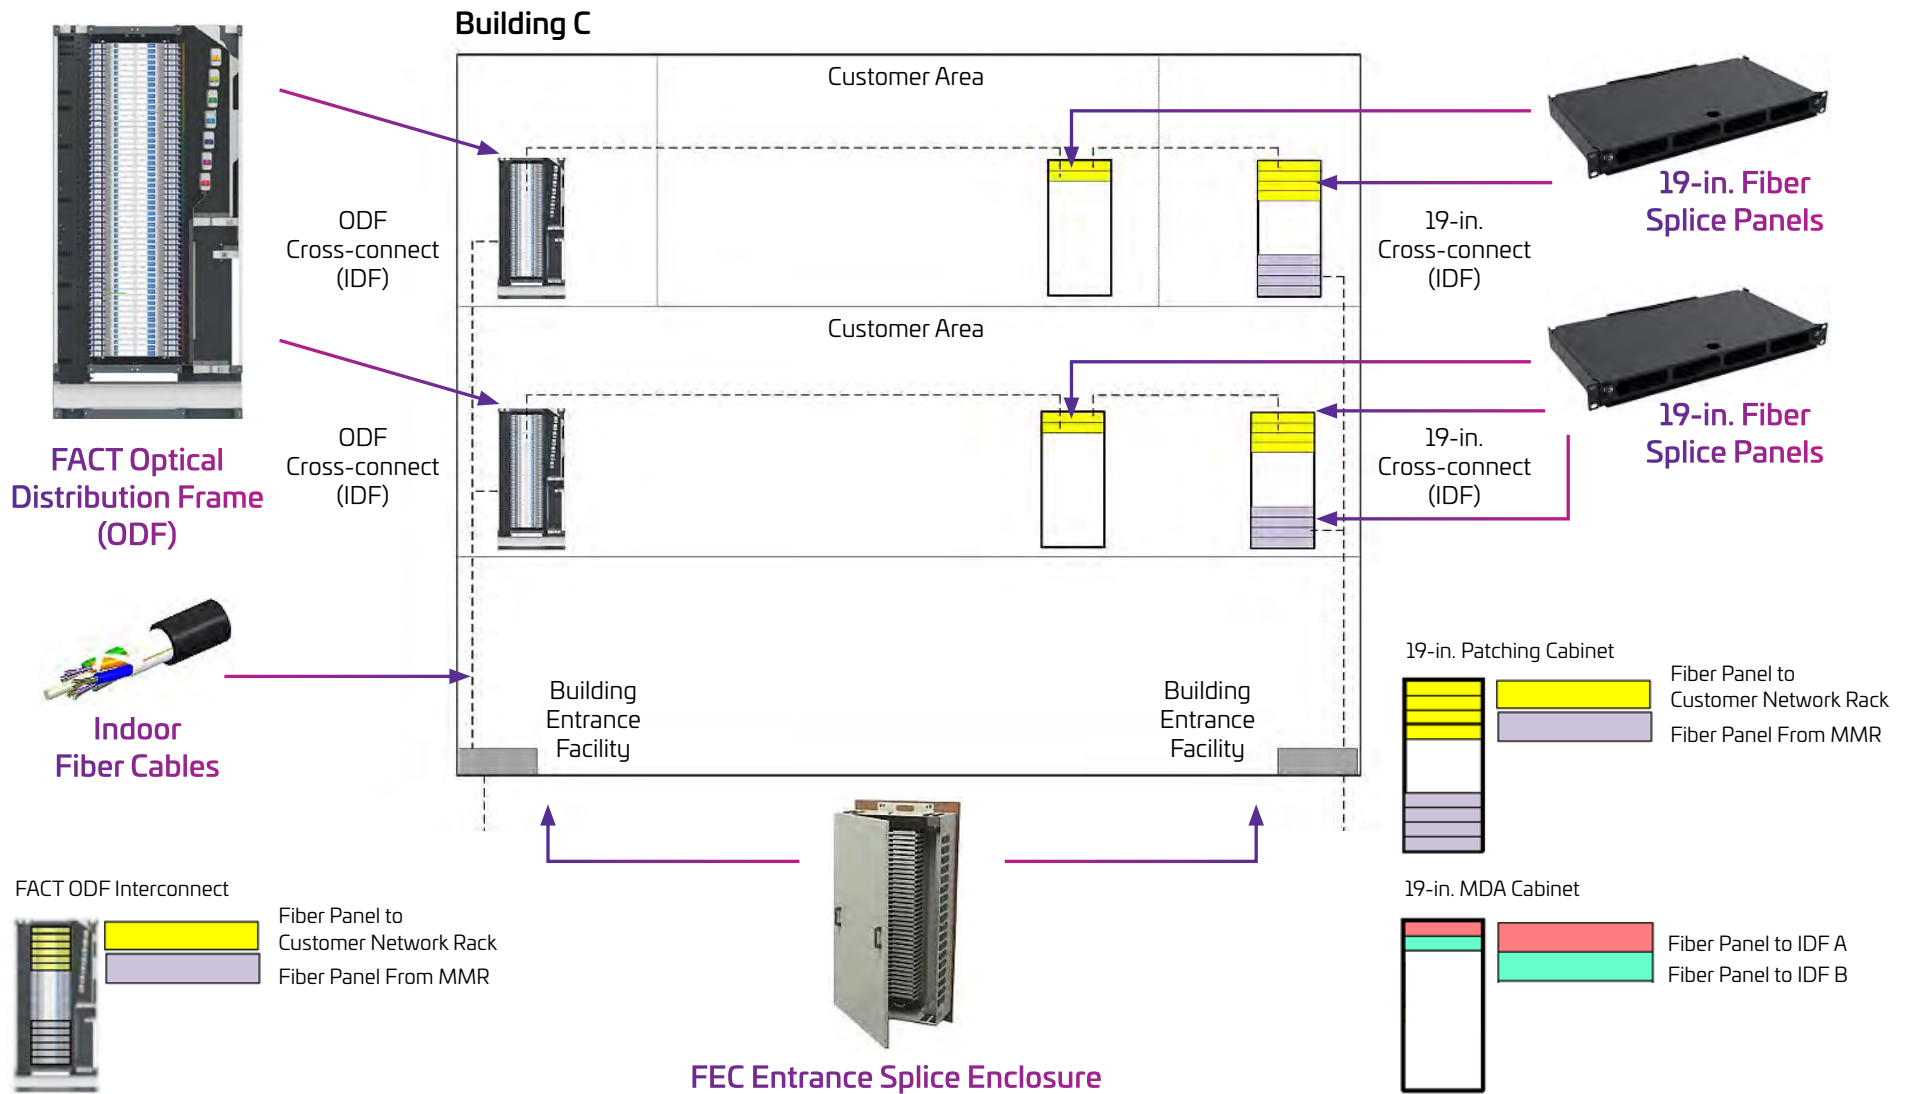 Building C
Customer Area
ODF
Cross-connect
(IDF)
19-in.
Cross-connect
(IDF)
19-in. Fiber
Splice Panels
Customer Area
FACT Optical
Distribution Frame
(ODF)
ODF
Cross-connect
(IDF)
19-in.
Cross-connect
(IDF)
19-in. Fiber
Splice Panels
Indoor
Fiber Cables
Building
Entrance
Facility
Building
Entrance
Facility
19-in. Patching Cabinet
Fiber Panel to
Customer Network Rack
Fiber Panel From MMR
FACT ODF Interconnect
Fiber Panel to
Customer Network Rack
Fiber Panel From MMR
FEC Entrance Splice Enclosure
19-in. MDA Cabinet
Fiber Panel to IDF A
Fiber Panel to IDF B